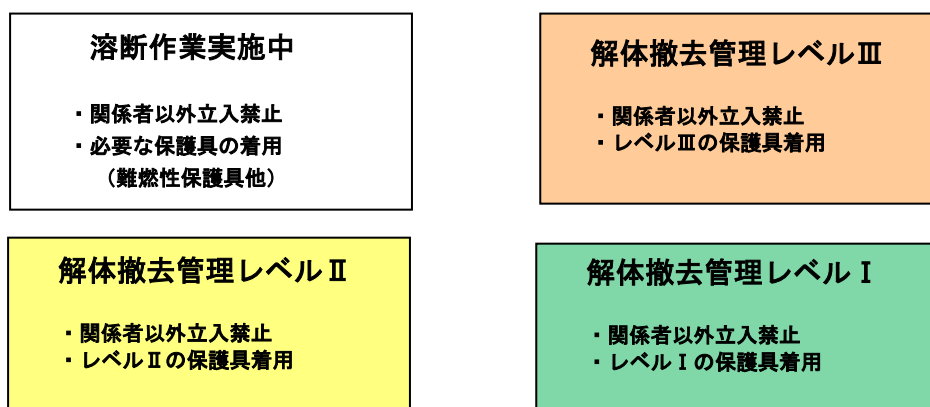 溶断作業実施中
・関係者以外立入禁止
・必要な保護具の着用
（難燃性保護具他）
解体撤去管理レベルⅢ
・関係者以外立入禁止
・レベルⅢの保護具着用
解体撤去管理レベルⅡ
・関係者以外立入禁止
・レベルⅡの保護具着用
解体撤去管理レベルⅠ
・関係者以外立入禁止
・レベルⅠの保護具着用